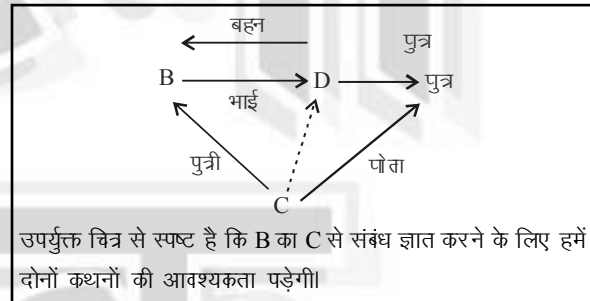 बहन
पुत्र
B D पुत्र
भाई
पुत्री पोता
C
उपर्युक्त चित्र से स्पष्ट है कि B का C से संबंध ज्ञात करने के लिए हमें
दोनों कथनों की आवश्यकता पड़ेगी।